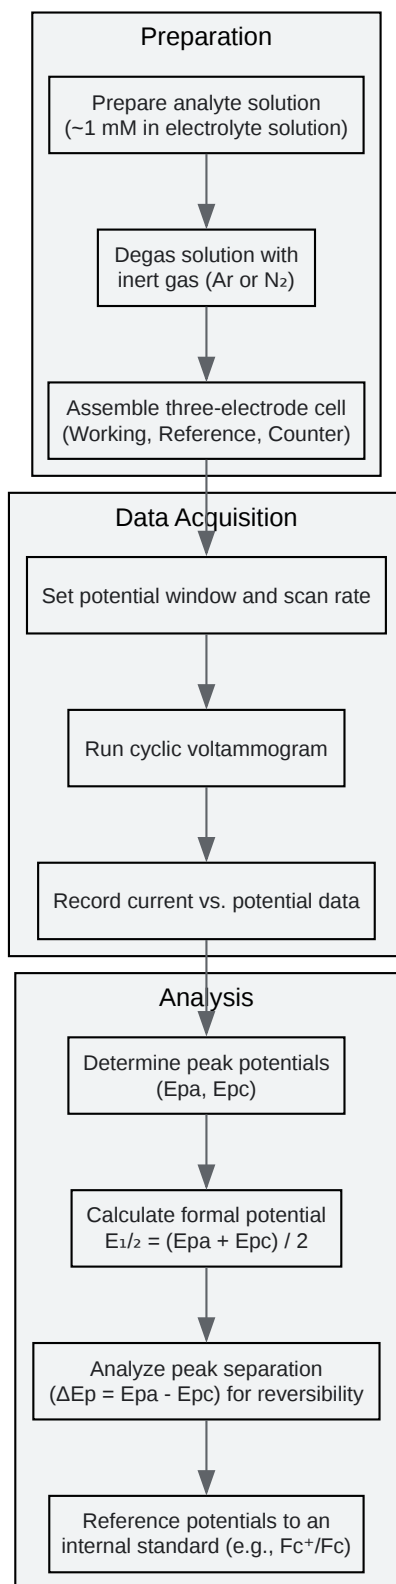 Preparation
Prepare analyte solution
(~1 mM in electrolyte solution)
Degas solution with
inert gas (Ar or N₂)
Assemble three-electrode cell
(Working, Reference, Counter)
Data Acquisition
Set potential window and scan rate
Run cyclic voltammogram
Record current vs. potential data
Analysis
Determine peak potentials
(Epa, Epc)
Calculate formal potential
E₁/₂ = (Epa + Epc) / 2
Analyze peak separation
(ΔEp = Epa - Epc) for reversibility
Reference potentials to an
internal standard (e.g., Fc⁺/Fc)